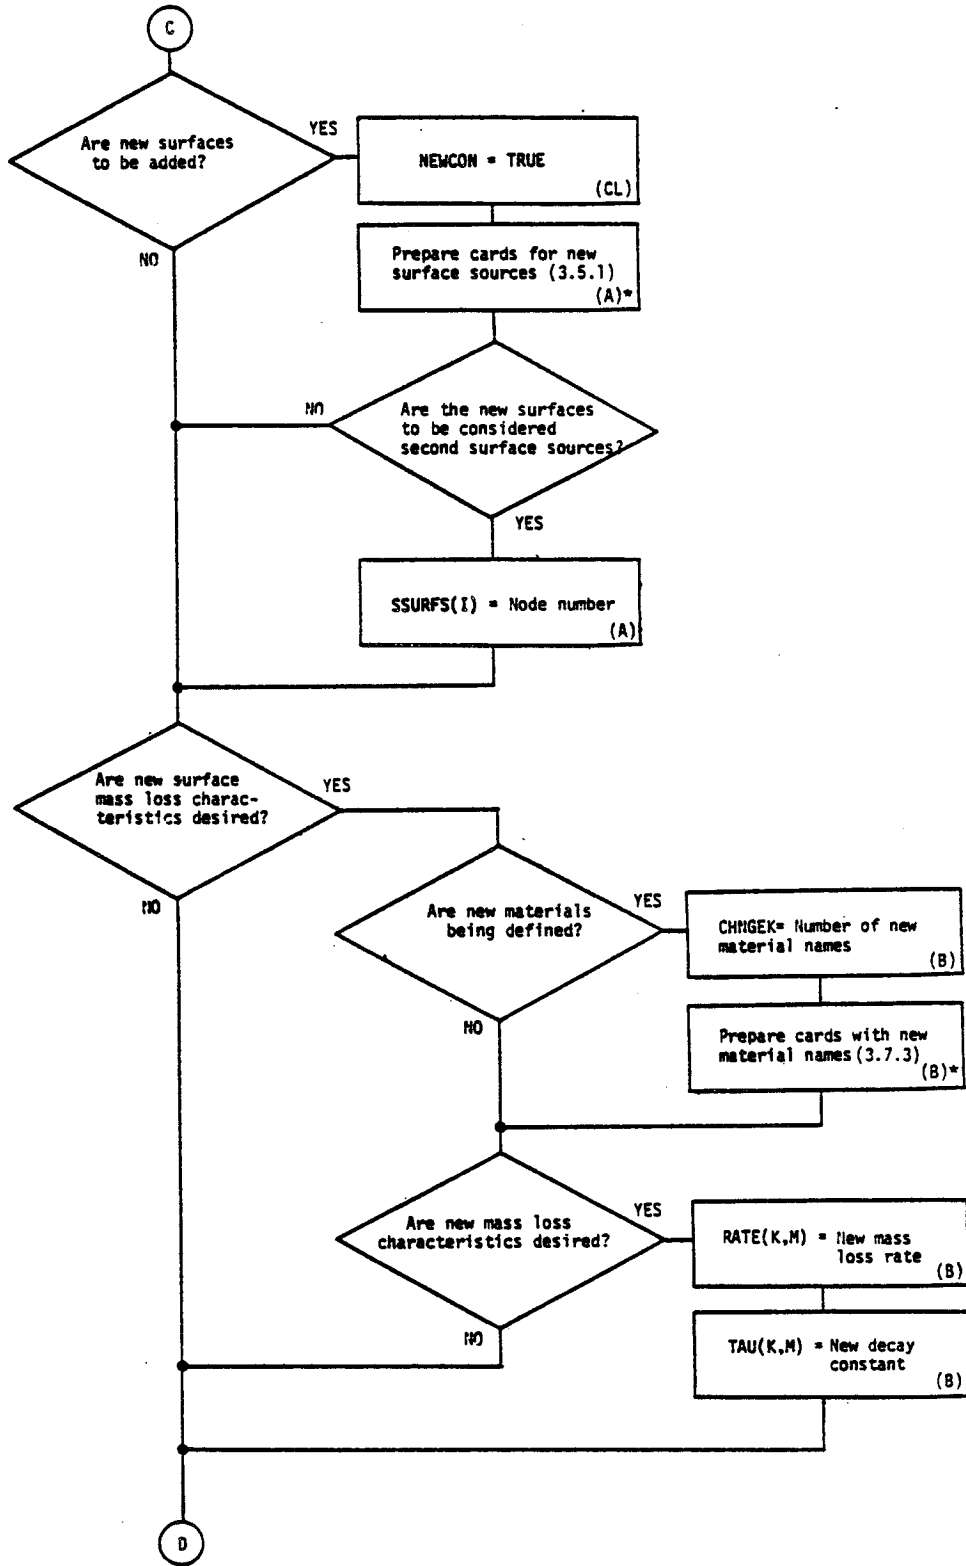 C
Are new surfaces
to be added?
YES
NEWCON = TRUE
(CL)
NO
Prepare cards for new
surface sources (3.5.1)
(A)*
NO
Are the new surfaces
to be considered
second surface sources?
YES
SSURFS(I) = Node number
(A)
Are new surface
mass loss charac-
teristics desired?
YES
NO
Are new materials
being defined?
YES
CHNGEK= Number of new
material names
(B)
NO
Prepare cards with new
material names (3.7.3)
(B)*
Are new mass loss
characteristics desired?
YES
RATE(K,M) = New mass
loss rate
(B)
NO
TAU(K,M) = New decay
constant
(B)
D